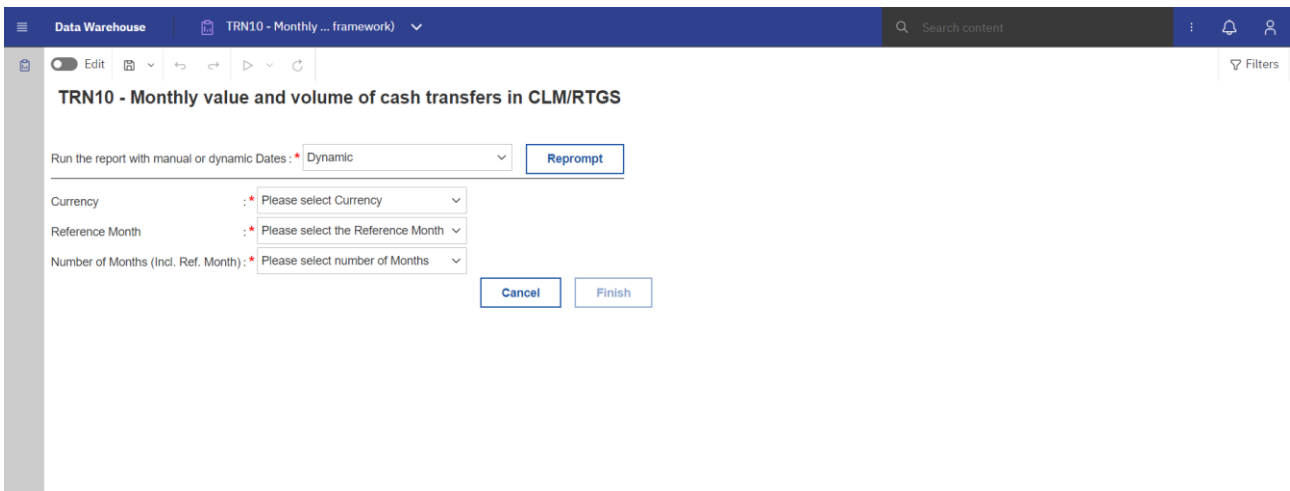 Data Warehouse TRN10 - Monthly ... framework) Search content
Edit Filters
TRN10 - Monthly value and volume of cash transfers in CLM/RTGS
Run the report with manual or dynamic Dates : * Dynamic Reprompt
Currency : * Please select Currency
Reference Month : * Please select the Reference Month
Number of Months (Incl. Ref. Month) : * Please select number of Months
Cancel Finish